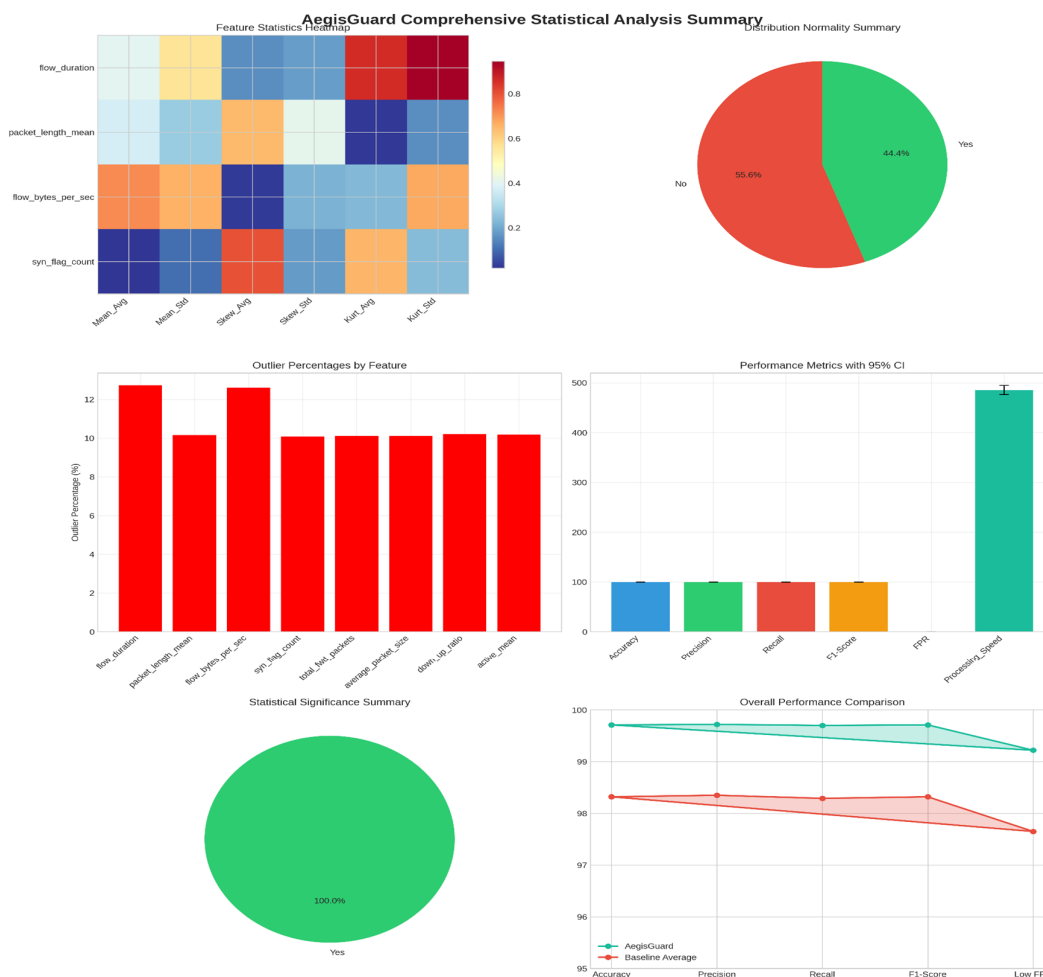 AegisGuard Comprehensive Statistical Analysis Summary
Feature Statistics Heatmap
flow_duration
packet_length_mean
flow_bytes_per_sec
syn_flag_count
Mean_Avg
Mean_Std
Skew_Avg
Skew_Std
Kurt_Avg
Kurt_Std
0.8
0.6
0.4
0.2
Distribution Normality Summary
44.4%
Yes
55.6%
No
Outlier Percentages by Feature
Outlier Percentage (%)
12
10
8
6
4
2
0
flow_duration
packet_length_mean
flow_bytes_per_sec
syn_flag_count
total_fwd_packets
average_packet_size
down_up_ratio
active_mean
Performance Metrics with 95% CI
500
400
300
200
100
0
Accuracy
Precision
Recall
F1-Score
FPR
Processing_Speed
Statistical Significance Summary
100.0%
Yes
Overall Performance Comparison
100
99
98
97
96
95
AegisGuard
Baseline Average
Accuracy
Precision
Recall
F1-Score
Low